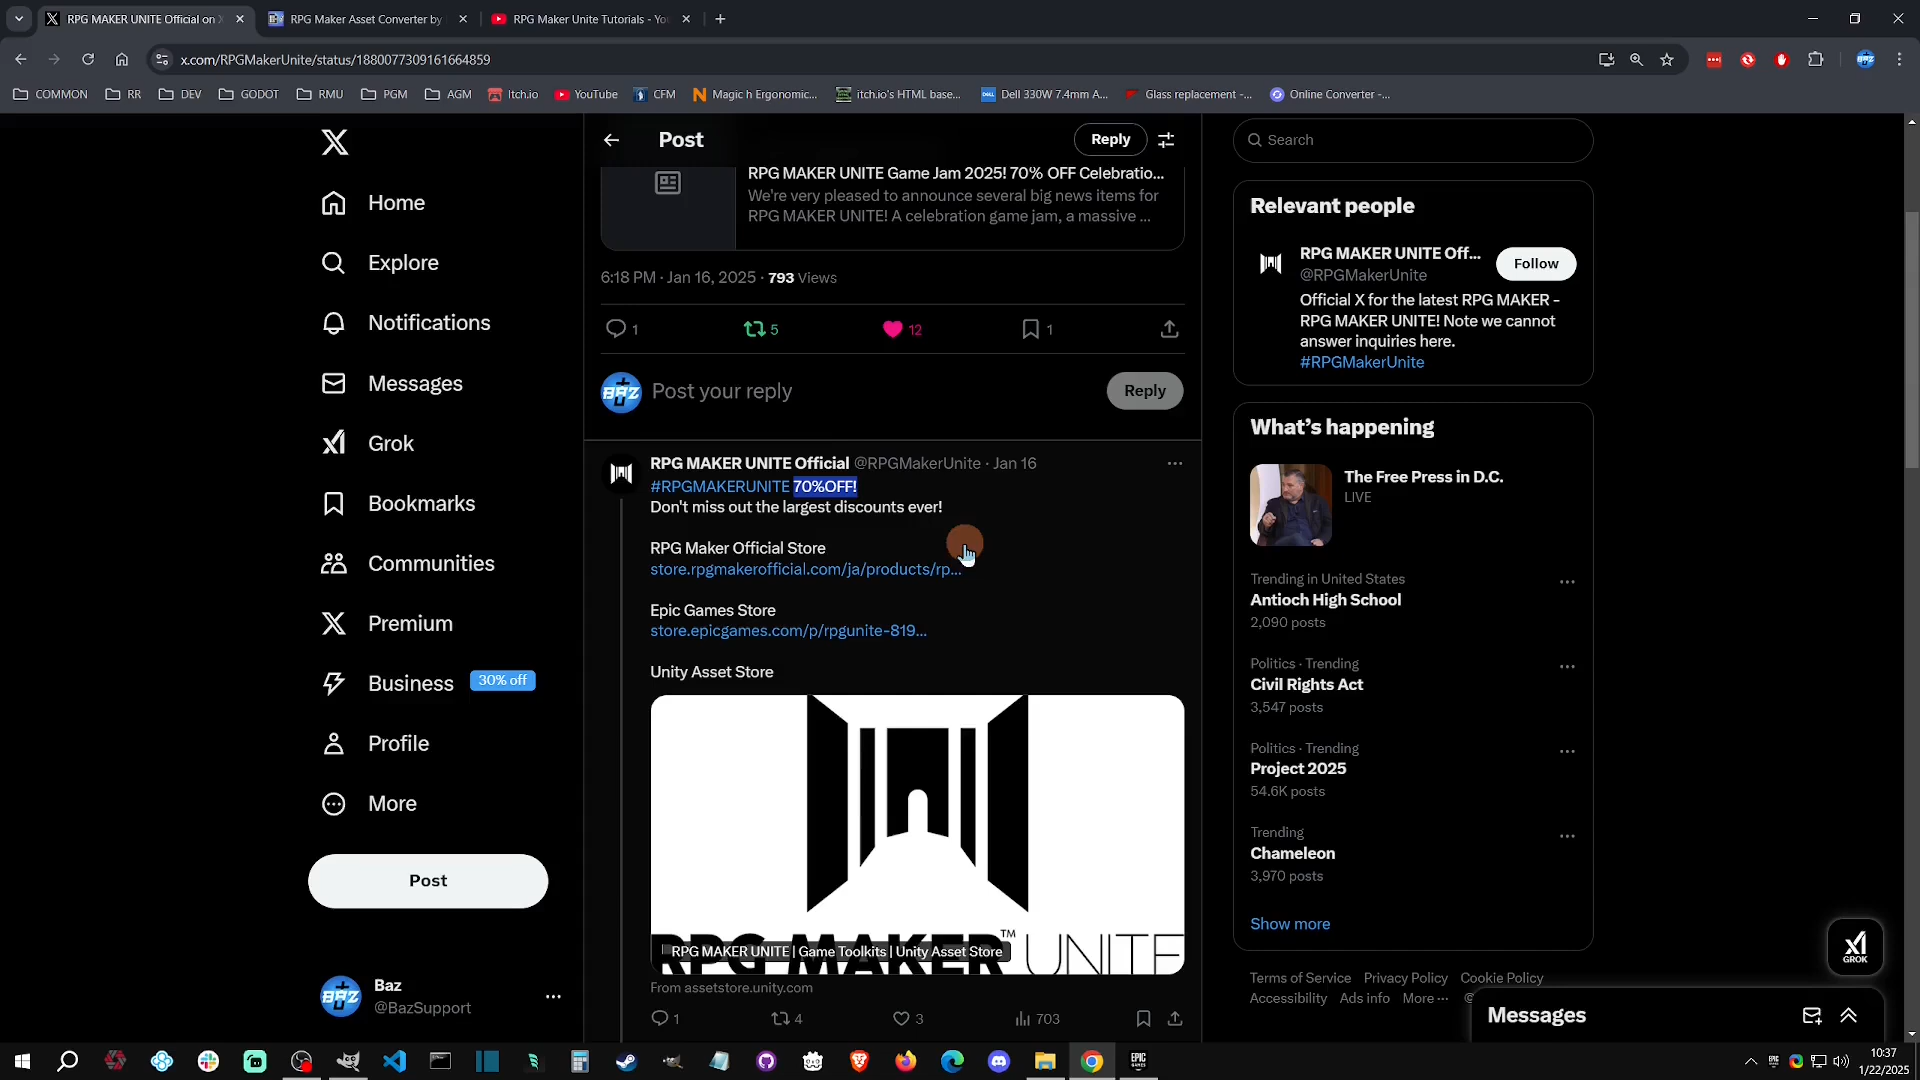 RPG MAKER UNITE Official on
RPG Maker Asset Converter by
RPG Maker Unite Tutorials - Yo
x.com/RPGMakerUnite/status/1880077309161664859
COMMON
RR
DEV
GODOT
RMU
PGM
AGM
Itch.io
YouTube
CFM
Magic h Ergonomic...
itch.io's HTML base...
Dell 330W 7.4mm A...
Glass replacement -...
Online Converter -...
Home
Explore
Notifications
Messages
Grok
Bookmarks
Communities
Premium
Business 30% off
Profile
More
Post
Baz
@BazSupport
Post
Reply
RPG MAKER UNITE Game Jam 2025! 70% OFF Celebratio...
We're very pleased to announce several big news items for
RPG MAKER UNITE! A celebration game jam, a massive ...
6:18 PM · Jan 16, 2025 · 793 Views
1
5
12
1
Post your reply
Reply
RPG MAKER UNITE Official @RPGMakerUnite · Jan 16
#RPGMAKERUNITE 70%OFF!
Don't miss out the largest discounts ever!
RPG Maker Official Store
store.rpgmakerofficial.com/ja/products/rp...
Epic Games Store
store.epicgames.com/p/rpgunite-819...
Unity Asset Store
RPG MAKER™ UNITE
RPG MAKER UNITE | Game Toolkits | Unity Asset Store
From assetstore.unity.com
1
4
3
703
Search
Relevant people
RPG MAKER UNITE Off...
@RPGMakerUnite
Follow
Official X for the latest RPG MAKER -
RPG MAKER UNITE! Note we cannot
answer inquiries here.
#RPGMakerUnite
What's happening
The Free Press in D.C.
LIVE
Trending in United States
Antioch High School
2,090 posts
Politics · Trending
Civil Rights Act
3,547 posts
Politics · Trending
Project 2025
54.6K posts
Trending
Chameleon
3,970 posts
Show more
Terms of Service Privacy Policy Cookie Policy
Accessibility Ads info More ··· ©
GROK
Messages
EPIC GAMES
10:37
1/22/2025